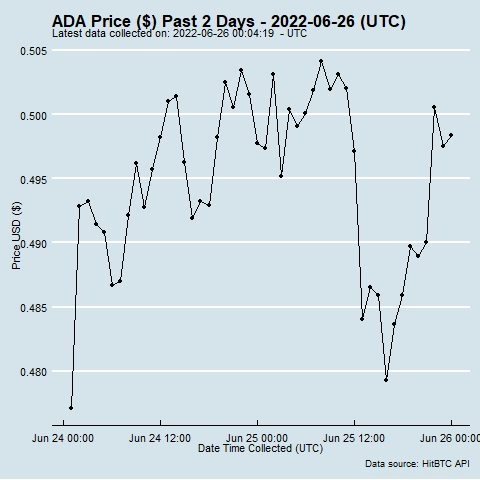 ADA Price ($) Past 2 Days - 2022-06-26 (UTC)
Latest data collected on: 2022-06-26 00:04:19 - UTC
0.505
0.500
0.495
0.490
0.485
0.480
Price USD ($)
Jun 24 00:00 Jun 24 12:00 Jun 25 00:00 Jun 25 12:00 Jun 26 00:00
Date Time Collected (UTC)
Data source: HitBTC API